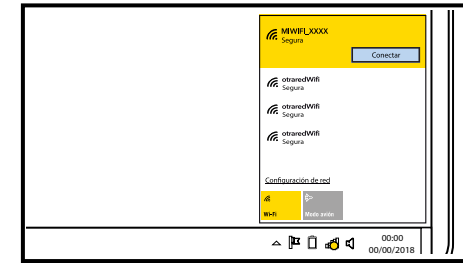 MIWIFI_XXXX
Segura
Conectar
otraredWifi
Segura
otraredWifi
Segura
otraredWifi
Segura
Configuración de red
Wi-Fi
Modo avión
00:00
00/00/2018